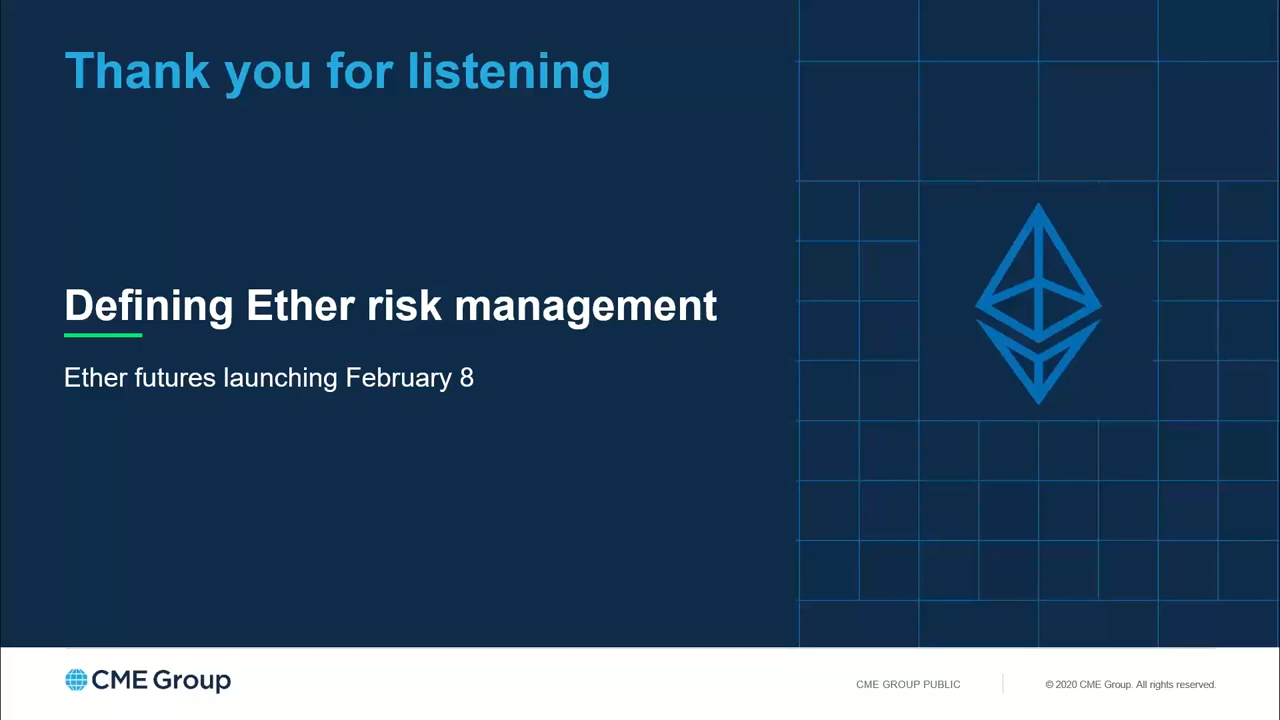 Thank you for listening
Defining Ether risk management
Ether futures launching February 8
CME Group
CME GROUP PUBLIC
© 2020 CME Group. All rights reserved.